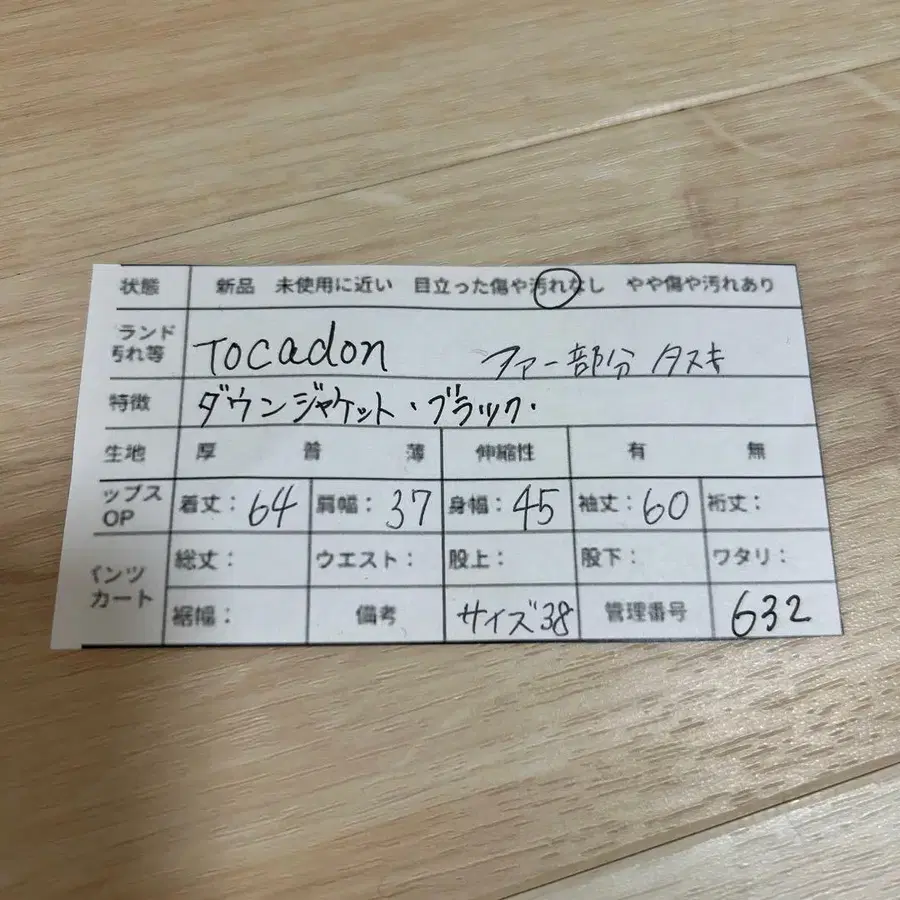 状態 新品 未使用に近い 目立った傷や汚れなし やや傷や汚れあり
ランド Tocadon ファー部分 タヌキ
汚れ等
特徴 ダウンジャケット・ブラック・
生地 厚 普 薄 伸縮性 有 無
ップス 着丈: 64 肩幅: 37 身幅: 45 袖丈: 60 裄丈:
OP
総丈: ウエスト: 股上: 股下: ワタリ:
ンツ
カート
裾幅: 備考 サイズ38 管理番号 632